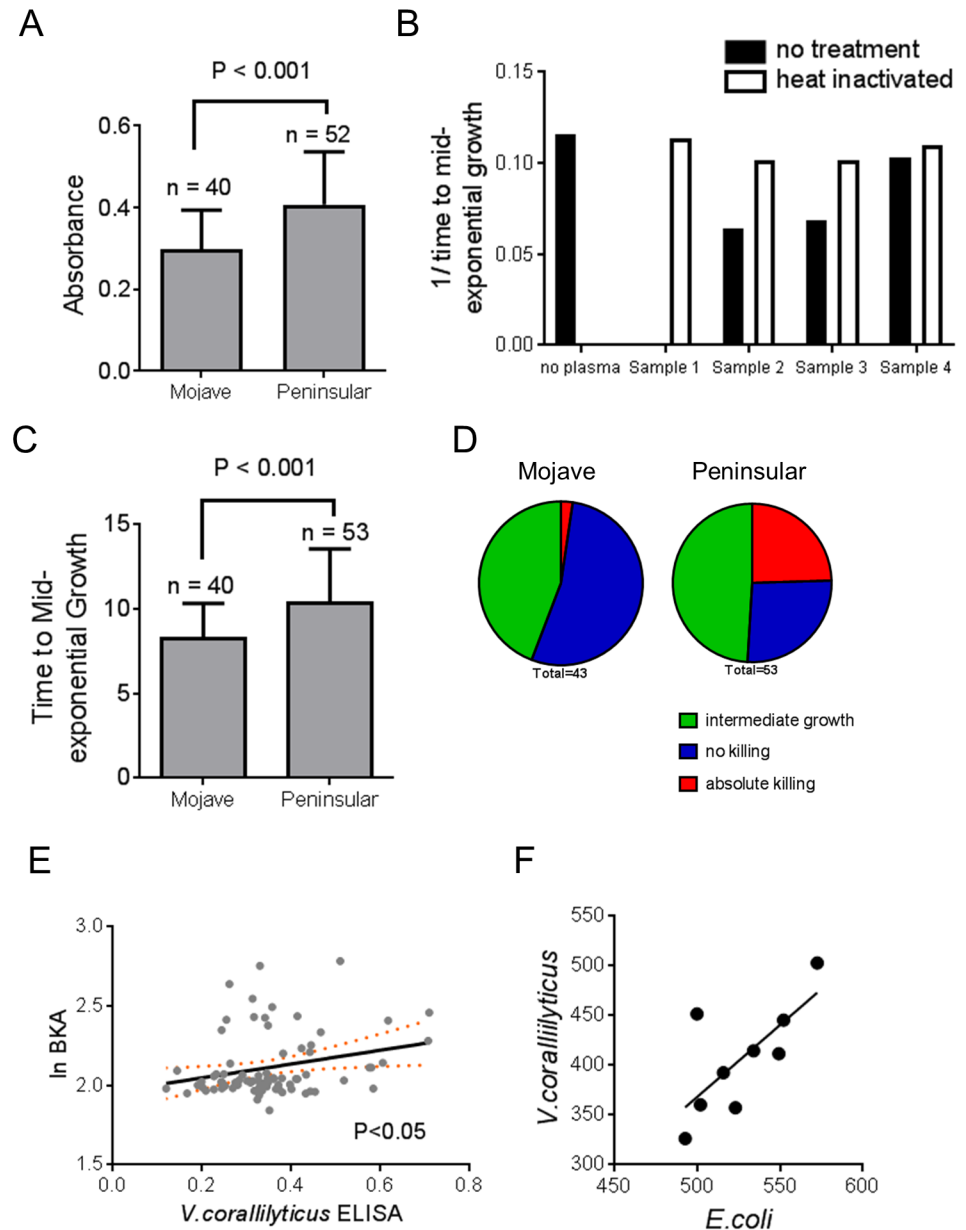 A
P < 0.001
Absorbance
0.6
0.4
0.2
0.0
n = 40
n = 52
Mojave
Peninsular
B
no treatment
heat inactivated
1/ time to mid-
exponential growth
0.15
0.10
0.05
0.00
no plasma
Sample 1
Sample 2
Sample 3
Sample 4
C
P < 0.001
Time to Mid-
exponential Growth
15
10
5
0
n = 40
n = 53
Mojave
Peninsular
D
Mojave
Peninsular
Total=43
Total=53
intermediate growth
no killing
absolute killing
E
ln BKA
3.0
2.5
2.0
1.5
P<0.05
0.0
0.2
0.4
0.6
0.8
V.corallilyticus ELISA
F
V.coralliilyticus
550
500
450
400
350
300
450
500
550
600
E.coli